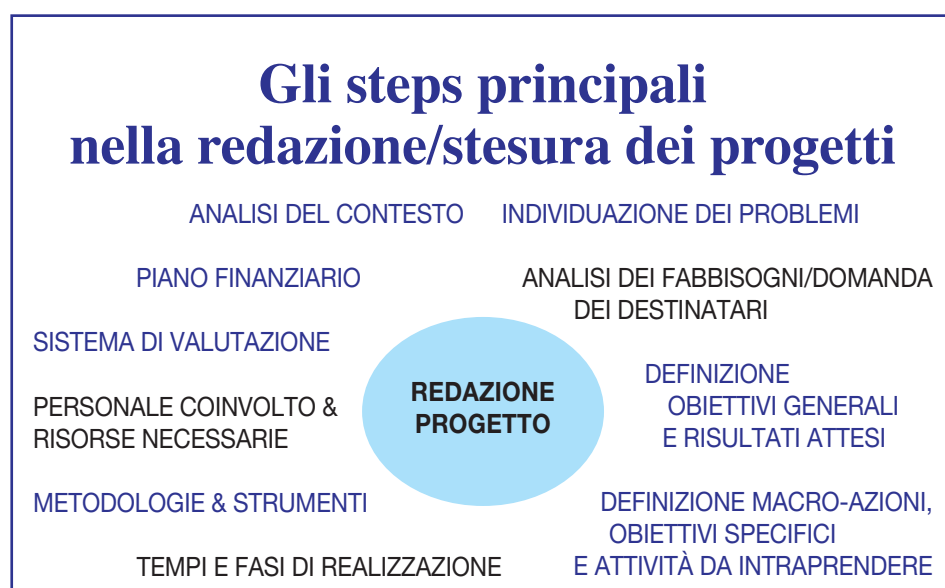 Gli steps principali
nella redazione/stesura dei progetti
ANALISI DEL CONTESTO
INDIVIDUAZIONE DEI PROBLEMI
PIANO FINANZIARIO
ANALISI DEI FABBISOGNI/DOMANDA
DEI DESTINATARI
SISTEMA DI VALUTAZIONE
REDAZIONE
PROGETTO
DEFINIZIONE
OBIETTIVI GENERALI
E RISULTATI ATTESI
PERSONALE COINVOLTO &
RISORSE NECESSARIE
METODOLOGIE & STRUMENTI
DEFINIZIONE MACRO-AZIONI,
OBIETTIVI SPECIFICI
E ATTIVITÀ DA INTRAPRENDERE
TEMPI E FASI DI REALIZZAZIONE